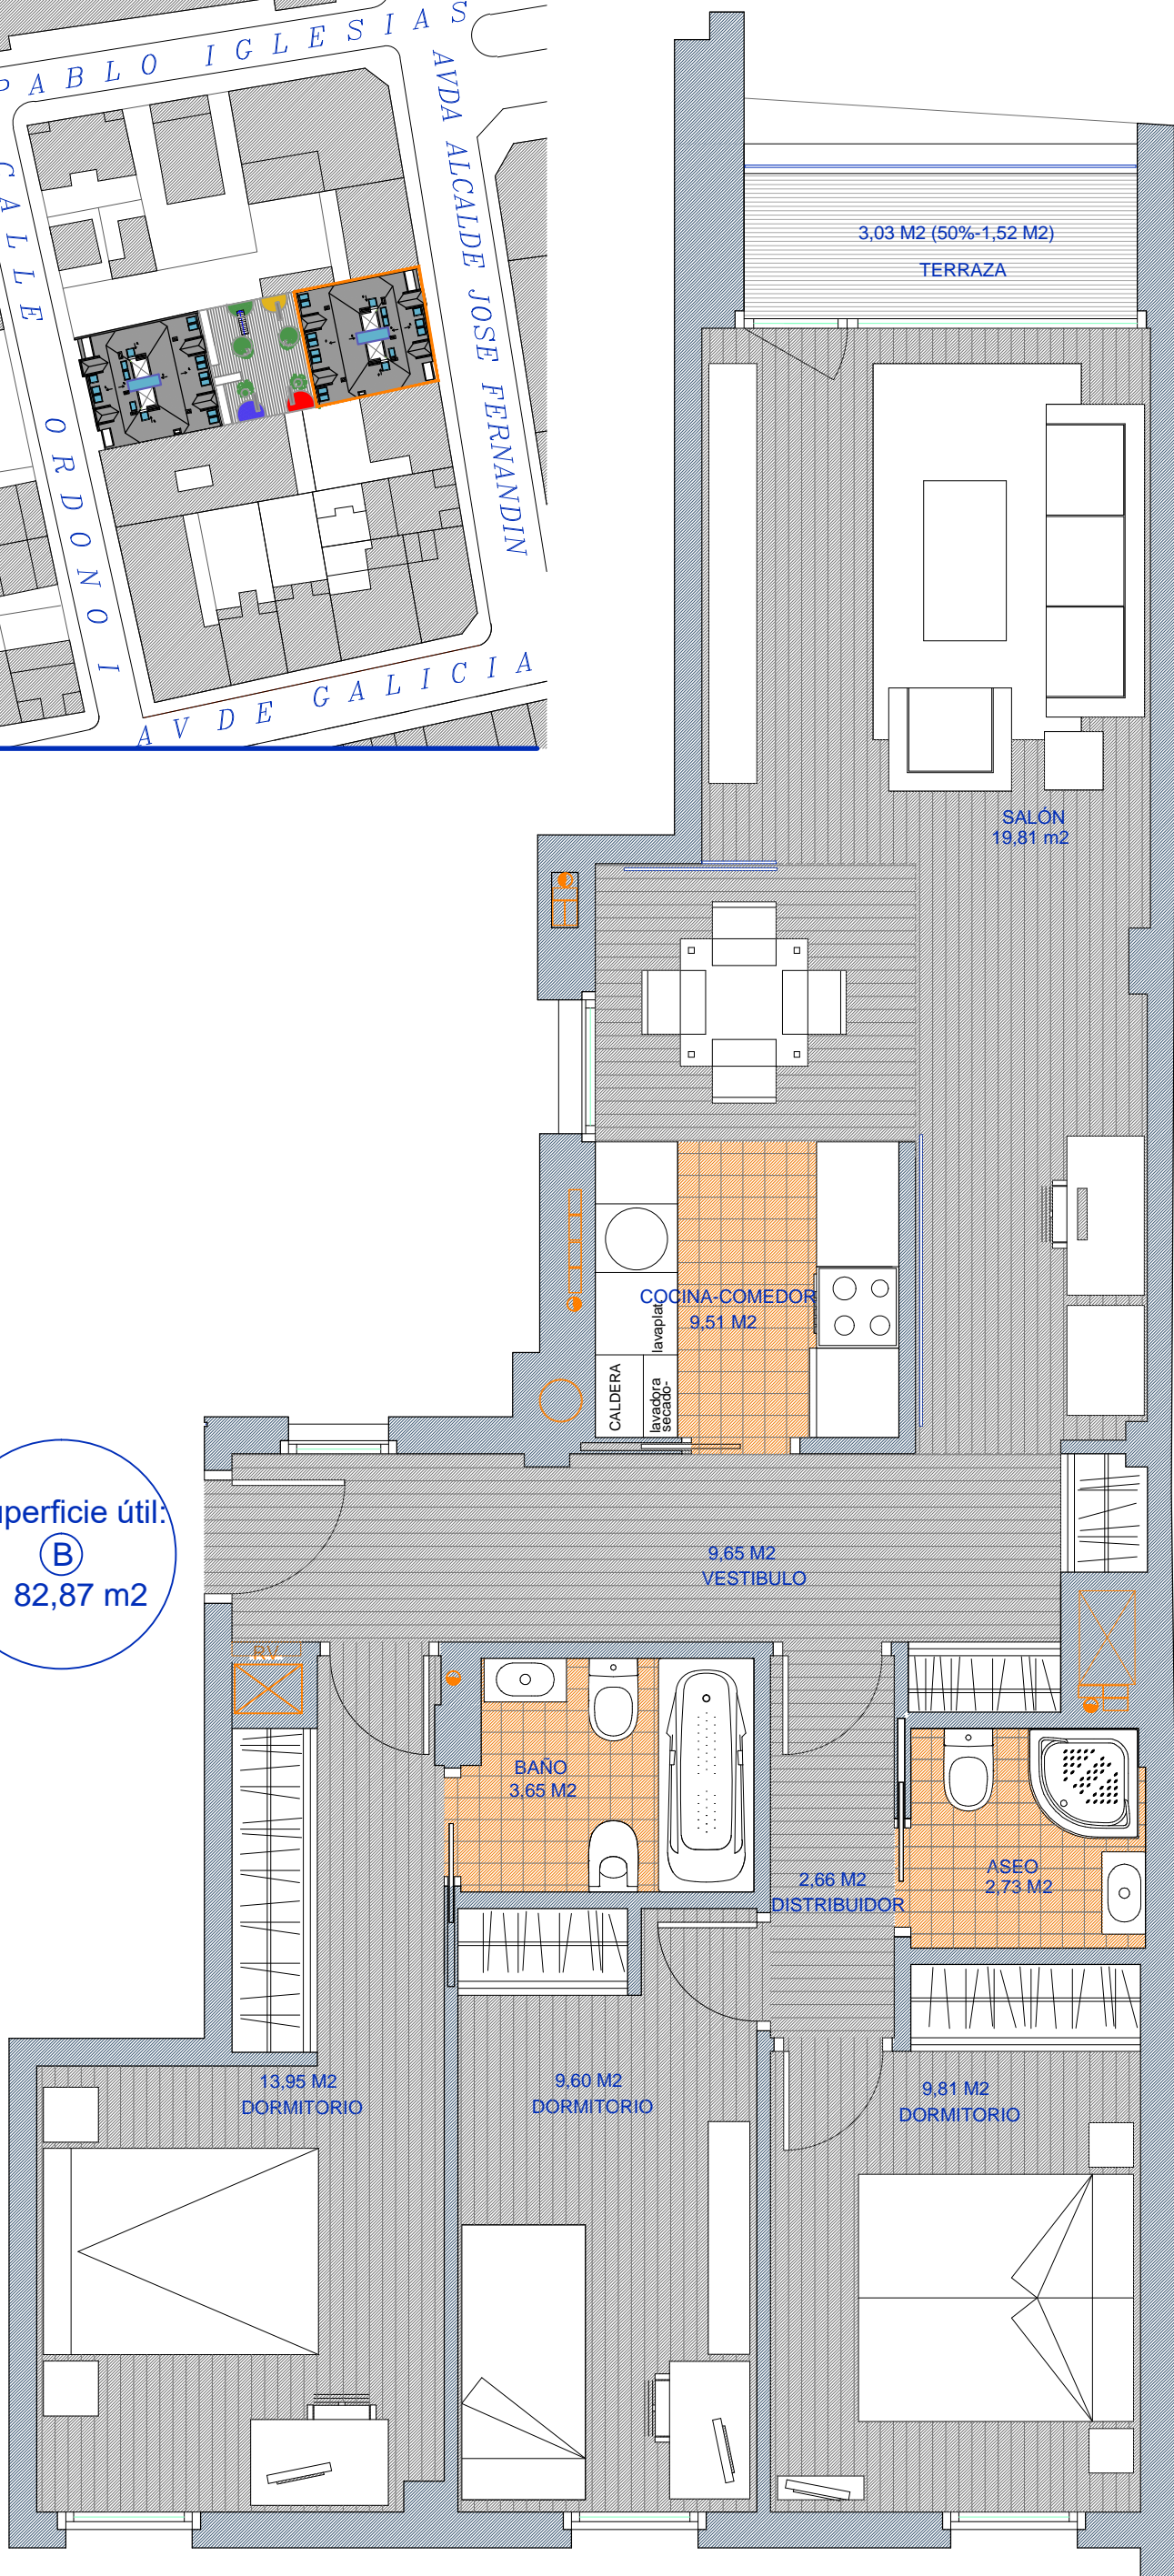 PABLO IGLESIAS
AVDA ALCALDE JOSE FERNANDIN
CALLE ORDONO I
AV DE GALICIA
3,03 M2 (50%-1,52 M2)
TERRAZA
SALÓN
19,81 m2
COCINA-COMEDOR
9,51 M2
lavaplat.
CALDERA
lavadora
secado-
uperficie útil:
B
82,87 m2
9,65 M2
VESTIBULO
RV
BAÑO
3,65 M2
ASEO
2,73 M2
2,66 M2
DISTRIBUIDOR
13,95 M2
DORMITORIO
9,60 M2
DORMITORIO
9,81 M2
DORMITORIO